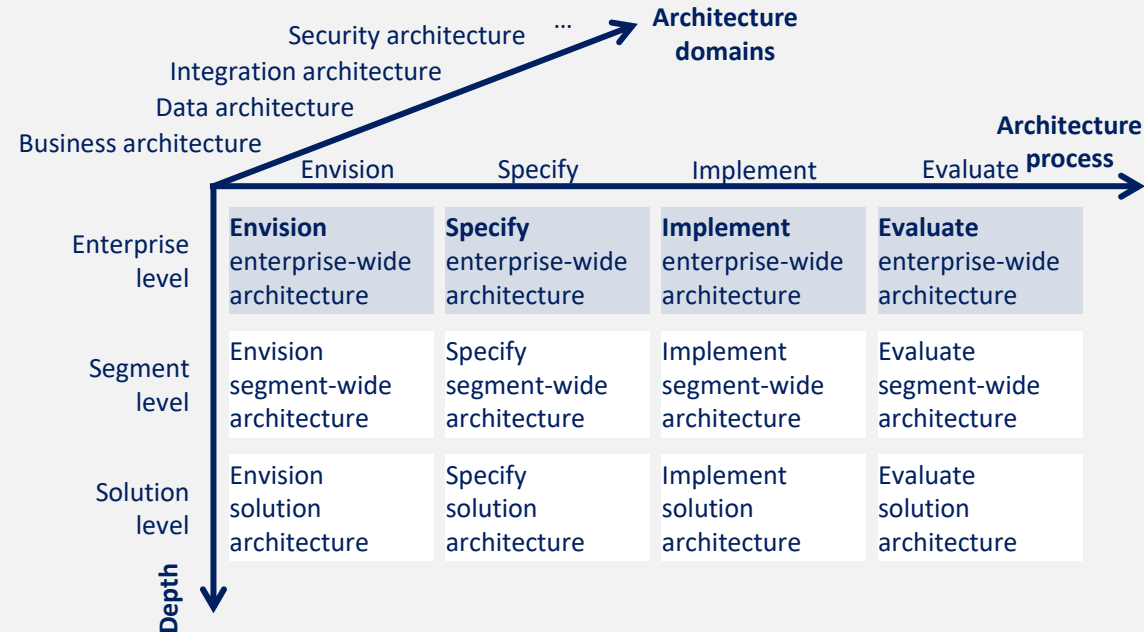 Security architecture
…
Architecture
domains
Integration architecture
Data architecture
Business architecture
Architecture
process
Envision
Specify
Implement
Evaluate
Enterprise
level
Envision
enterprise-wide
architecture
Specify
enterprise-wide
architecture
Implement
enterprise-wide
architecture
Evaluate
enterprise-wide
architecture
Segment
level
Envision
segment-wide
architecture
Specify
segment-wide
architecture
Implement
segment-wide
architecture
Evaluate
segment-wide
architecture
Solution
level
Envision
solution
architecture
Specify
solution
architecture
Implement
solution
architecture
Evaluate
solution
architecture
Depth